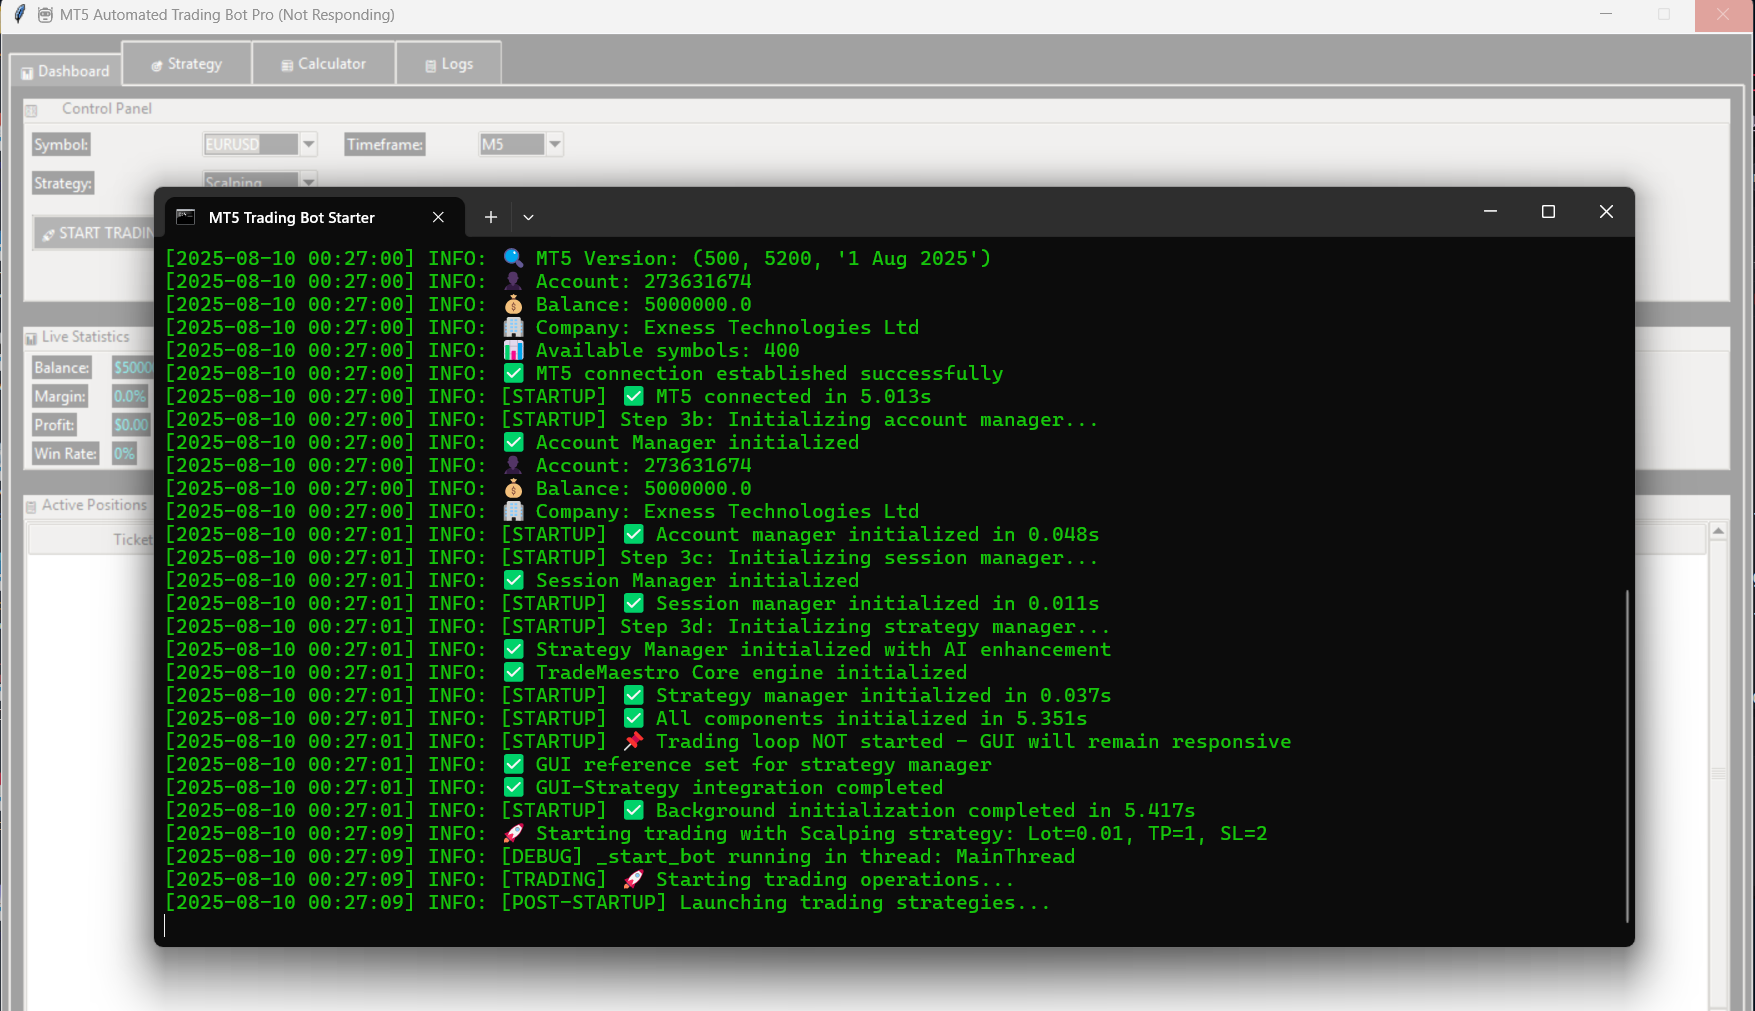 MT5 Automated Trading Bot Pro (Not Responding)
Dashboard
Strategy
Calculator
Logs
Control Panel
Symbol:
EURUSD
Timeframe:
M5
Strategy:
Scalping
START TRADIN
Live Statistics
Balance:
$5000
Margin:
0.0%
Profit:
$0.00
Win Rate:
0%
Active Positions
Ticket
MT5 Trading Bot Starter
[2025-08-10 00:27:00] INFO: 🔍 MT5 Version: (500, 5200, '1 Aug 2025')
[2025-08-10 00:27:00] INFO: 👤 Account: 273631674
[2025-08-10 00:27:00] INFO: 💰 Balance: 5000000.0
[2025-08-10 00:27:00] INFO: 🏢 Company: Exness Technologies Ltd
[2025-08-10 00:27:00] INFO: 📊 Available symbols: 400
[2025-08-10 00:27:00] INFO: ✅ MT5 connection established successfully
[2025-08-10 00:27:00] INFO: [STARTUP] ✅ MT5 connected in 5.013s
[2025-08-10 00:27:00] INFO: [STARTUP] Step 3b: Initializing account manager...
[2025-08-10 00:27:00] INFO: ✅ Account Manager initialized
[2025-08-10 00:27:00] INFO: 👤 Account: 273631674
[2025-08-10 00:27:00] INFO: 💰 Balance: 5000000.0
[2025-08-10 00:27:00] INFO: 🏢 Company: Exness Technologies Ltd
[2025-08-10 00:27:01] INFO: [STARTUP] ✅ Account manager initialized in 0.048s
[2025-08-10 00:27:01] INFO: [STARTUP] Step 3c: Initializing session manager...
[2025-08-10 00:27:01] INFO: ✅ Session Manager initialized
[2025-08-10 00:27:01] INFO: [STARTUP] ✅ Session manager initialized in 0.011s
[2025-08-10 00:27:01] INFO: [STARTUP] Step 3d: Initializing strategy manager...
[2025-08-10 00:27:01] INFO: ✅ Strategy Manager initialized with AI enhancement
[2025-08-10 00:27:01] INFO: ✅ TradeMaestro Core engine initialized
[2025-08-10 00:27:01] INFO: [STARTUP] ✅ Strategy manager initialized in 0.037s
[2025-08-10 00:27:01] INFO: [STARTUP] ✅ All components initialized in 5.351s
[2025-08-10 00:27:01] INFO: [STARTUP] 📌 Trading loop NOT started - GUI will remain responsive
[2025-08-10 00:27:01] INFO: ✅ GUI reference set for strategy manager
[2025-08-10 00:27:01] INFO: ✅ GUI-Strategy integration completed
[2025-08-10 00:27:01] INFO: [STARTUP] ✅ Background initialization completed in 5.417s
[2025-08-10 00:27:09] INFO: 🚀 Starting trading with Scalping strategy: Lot=0.01, TP=1, SL=2
[2025-08-10 00:27:09] INFO: [DEBUG] _start_bot running in thread: MainThread
[2025-08-10 00:27:09] INFO: [TRADING] 🚀 Starting trading operations...
[2025-08-10 00:27:09] INFO: [POST-STARTUP] Launching trading strategies...